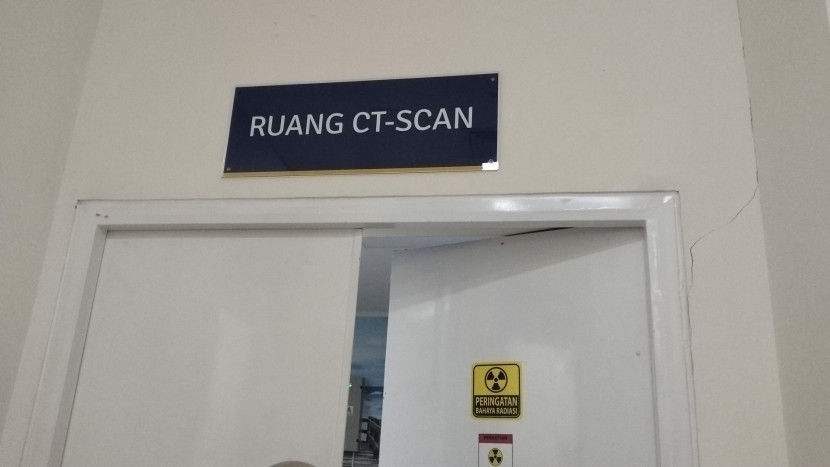 RUANG CT-SCAN
PERINGATAN
BAHAYA RADIASI